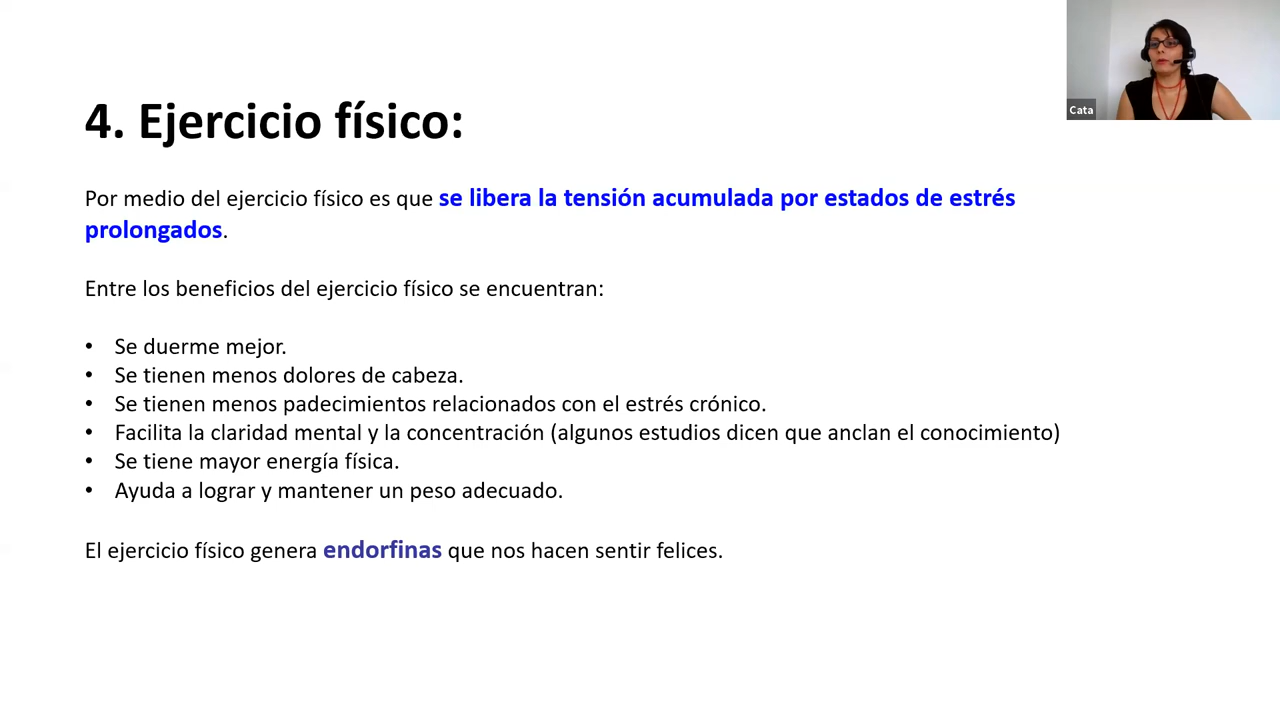 4. Ejercicio físico:
Cata
Por medio del ejercicio físico es que se libera la tensión acumulada por estados de estrés
prolongados.
Entre los beneficios del ejercicio físico se encuentran:
• Se duerme mejor.
• Se tienen menos dolores de cabeza.
• Se tienen menos padecimientos relacionados con el estrés crónico.
• Facilita la claridad mental y la concentración (algunos estudios dicen que anclan el conocimiento)
• Se tiene mayor energía física.
• Ayuda a lograr y mantener un peso adecuado.
El ejercicio físico genera endorfinas que nos hacen sentir felices.